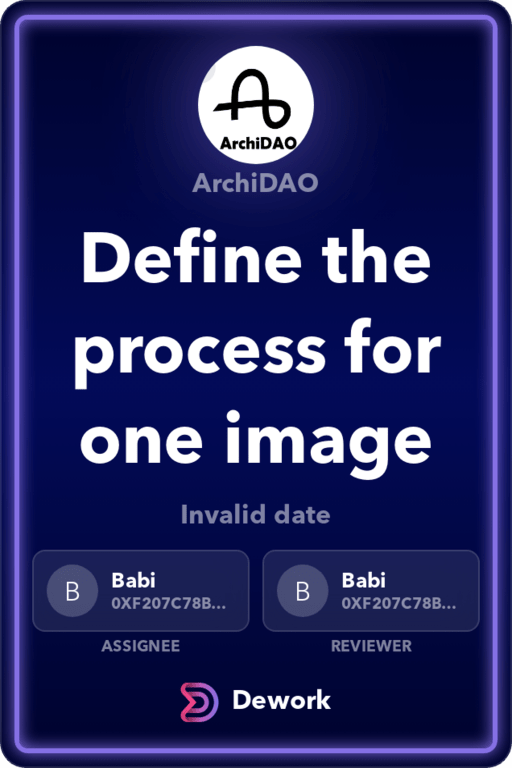 ArchiDAO
ArchiDAO
Define the
process for
one image
Invalid date
B
Babi
0XF207C78B...
B
Babi
0XF207C78B...
ASSIGNEE
REVIEWER
Dework